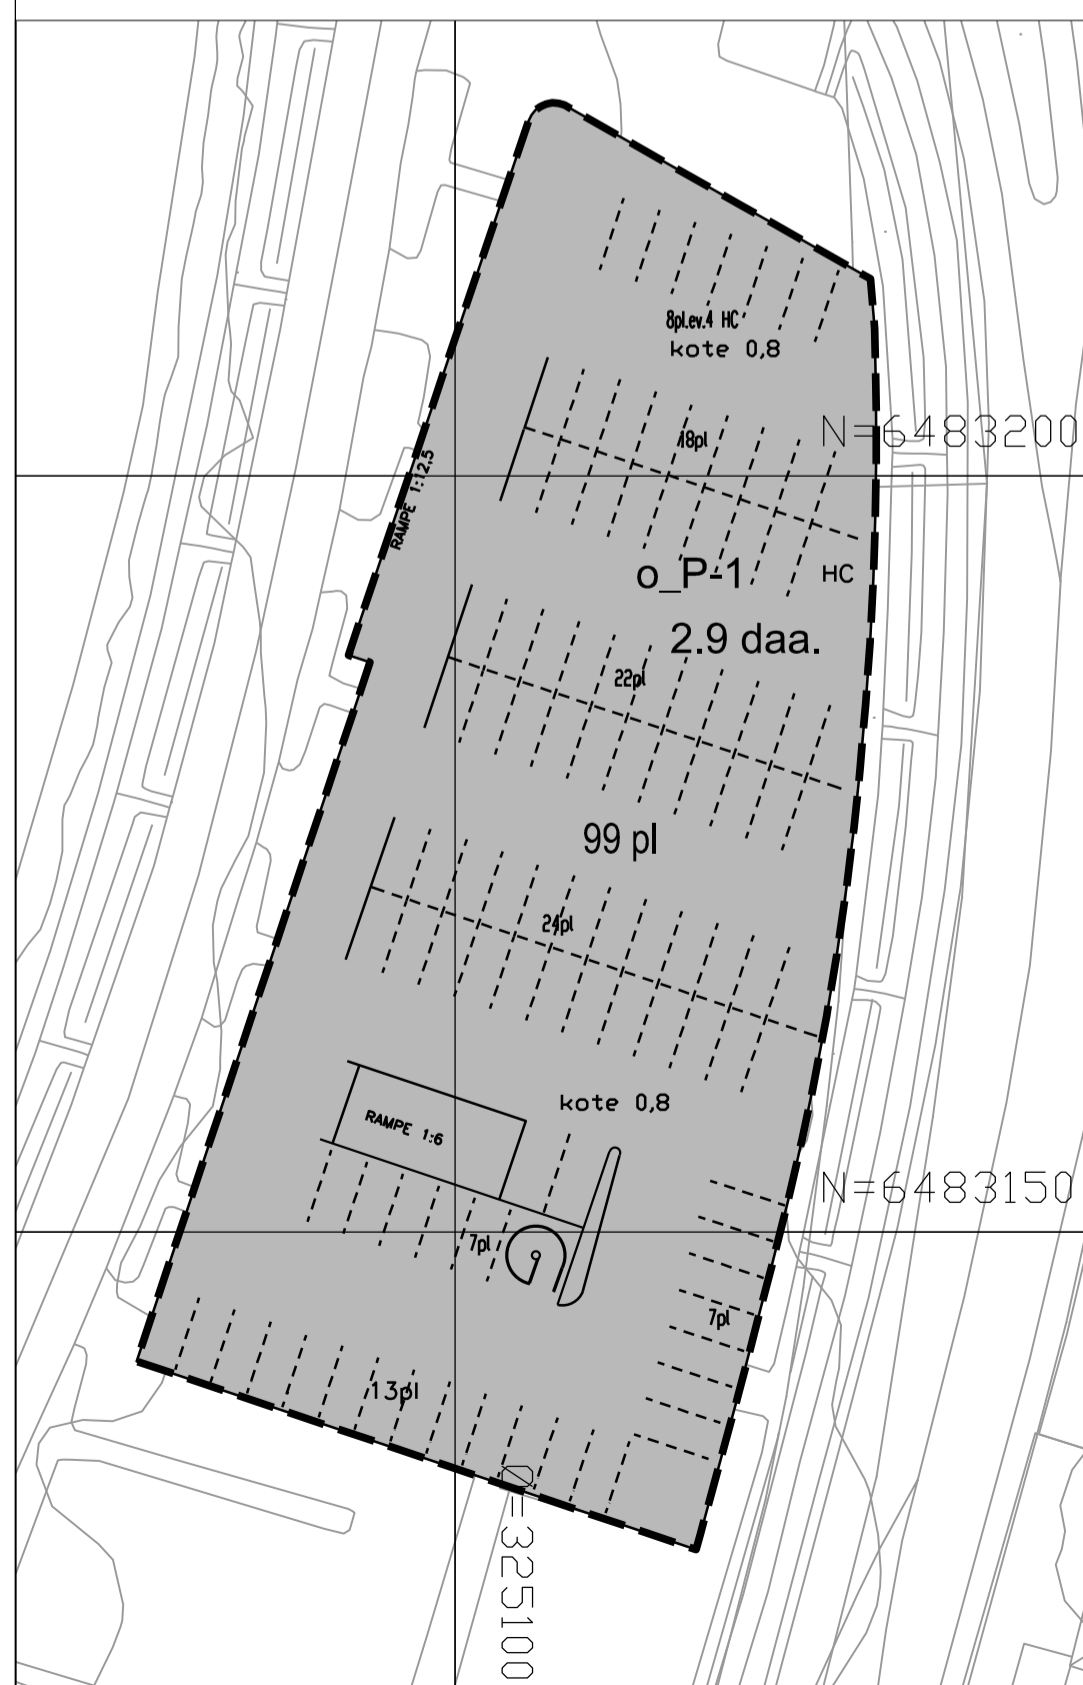 8pl.ev.4 HC
kote 0,8
N=6483200
18pl
RAMPE 1:12,5
o_P-1
HC
2.9 daa.
22pl
99 pl
24pl
kote 0,8
RAMPE 1:6
N=6483150
7pl
7pl
13pl
Ø=325100